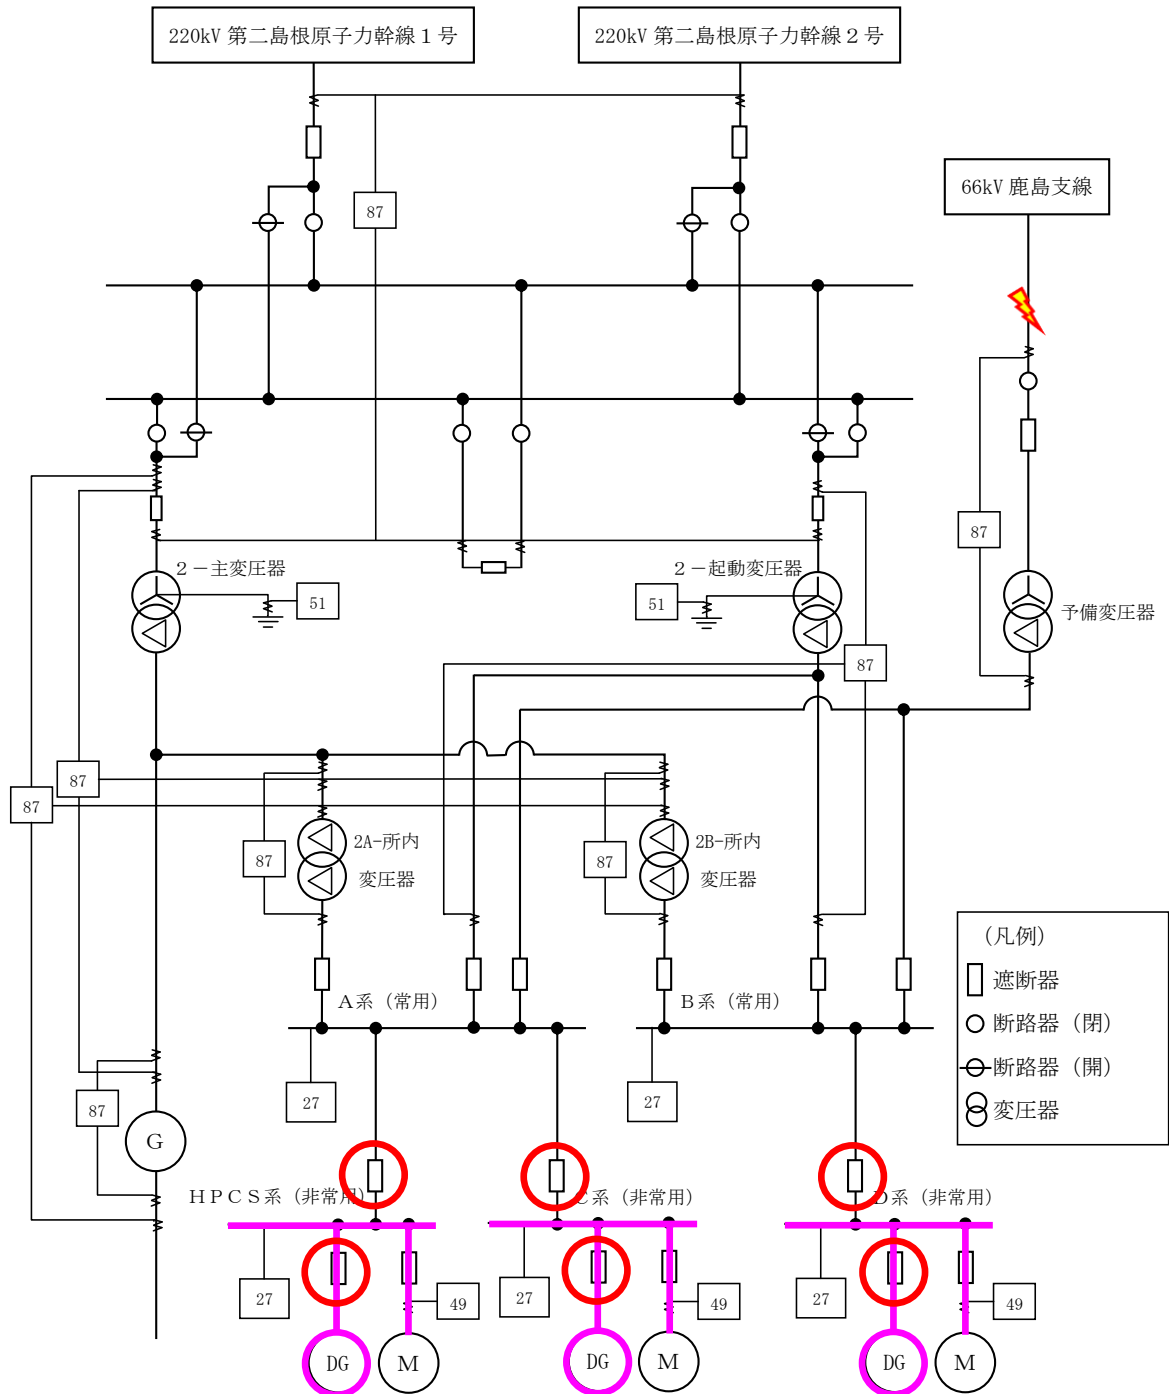 220kV 第二島根原子力幹線１号
220kV 第二島根原子力幹線２号
66kV 鹿島支線
87
87
２－主変圧器
51
２－起動変圧器
51
予備変圧器
87
87
87
87
2A-所内
変圧器
87
2B-所内
変圧器
（凡例）
遮断器
断路器（閉）
断路器（開）
変圧器
Ａ系（常用）
Ｂ系（常用）
27
27
87
G
ＨＰＣＳ系（非常用）
Ｃ系（非常用）
Ｄ系（非常用）
27
49
27
49
27
49
DG
M
DG
M
DG
M